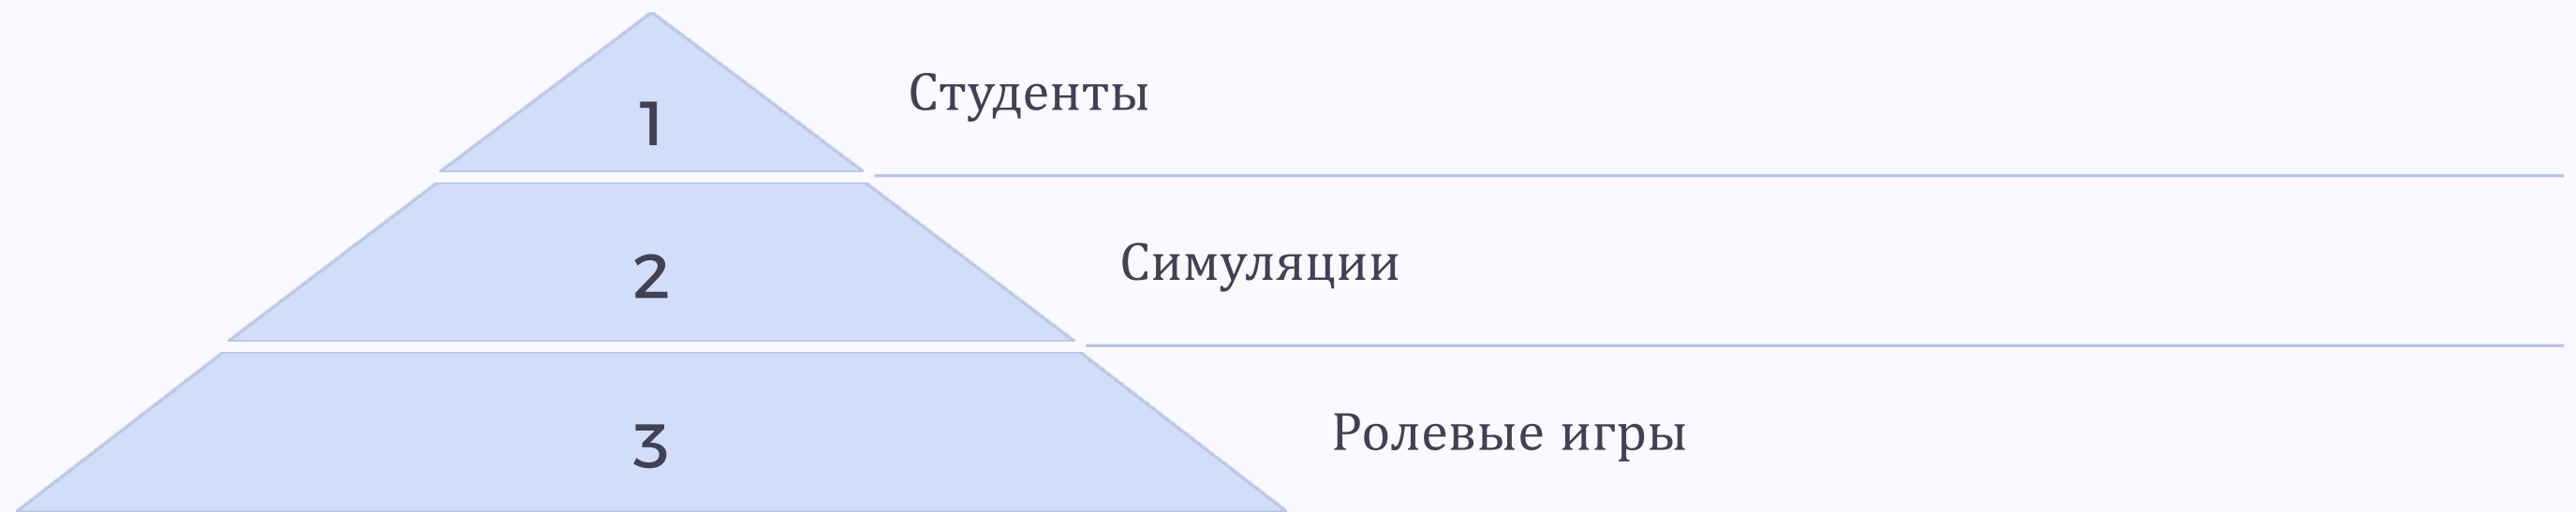 1
Студенты
2
Симуляции
3
Ролевые игры